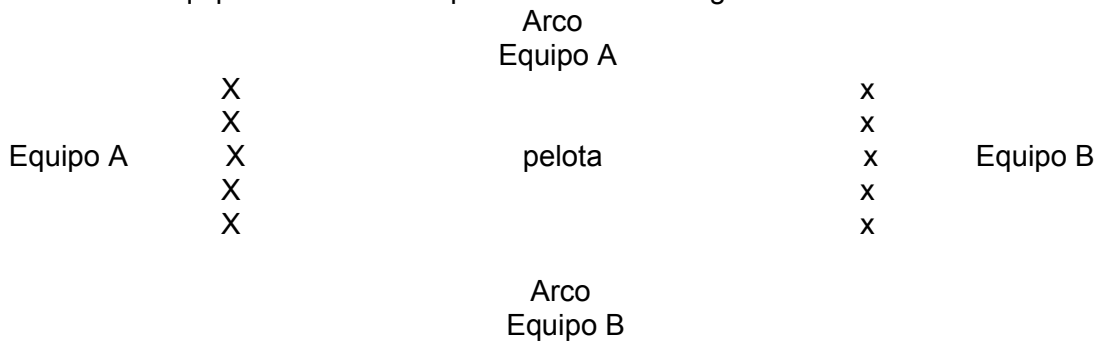 Arco
Equipo A
X x
X x
Equipo A X pelota x Equipo B
X x
X x
Arco
Equipo B